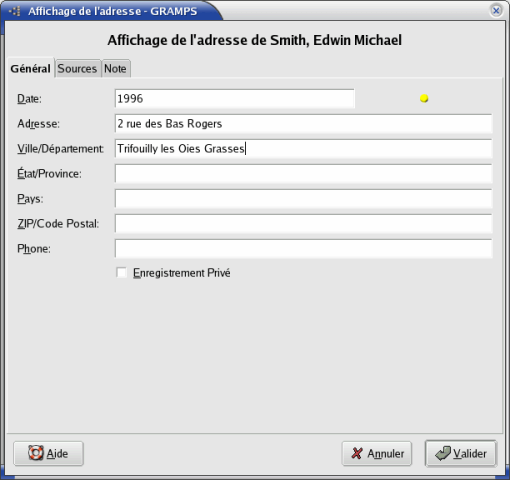 Affichage de l'adresse - GRAMPS
Affichage de l'adresse de Smith, Edwin Michael
Général Sources Note
Date: 1996
Adresse: 2 rue des Bas Rogers
Ville/Département: Trifouilly les Oies Grasses
État/Province:
Pays:
ZIP/Code Postal:
Phone:
Enregistrement Privé
Aide Annuler Valider